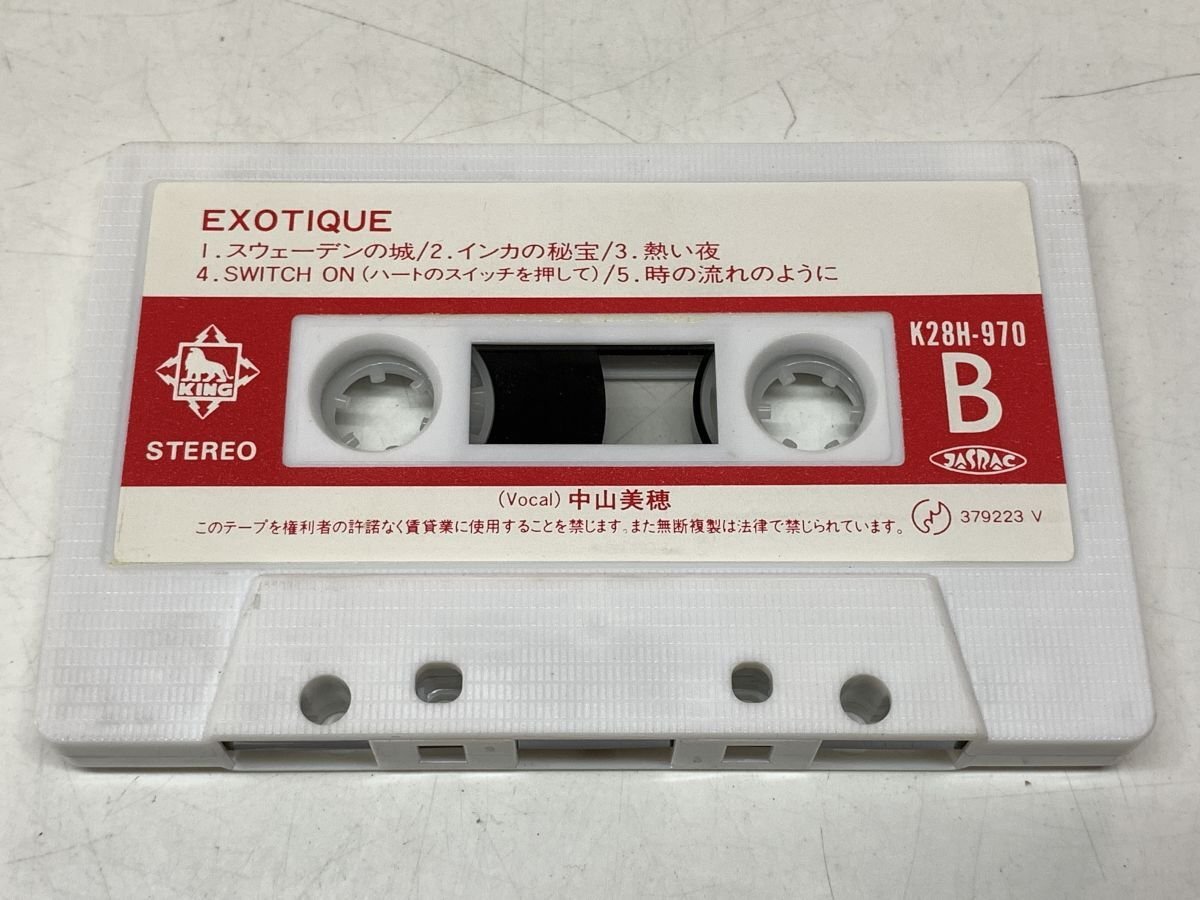 EXOTIQUE
1.スウェーデンの城/2.インカの秘宝/3.熱い夜
4.SWITCH ON(ハートのスイッチを押して)/5.時の流れのように
K28H-970
B
KING
STEREO
JASRAC
(Vocal)中山美穂
このテープを権利者の許諾なく賃貸業に使用することを禁じます。また無断複製は法律で禁じられています。
379223 V